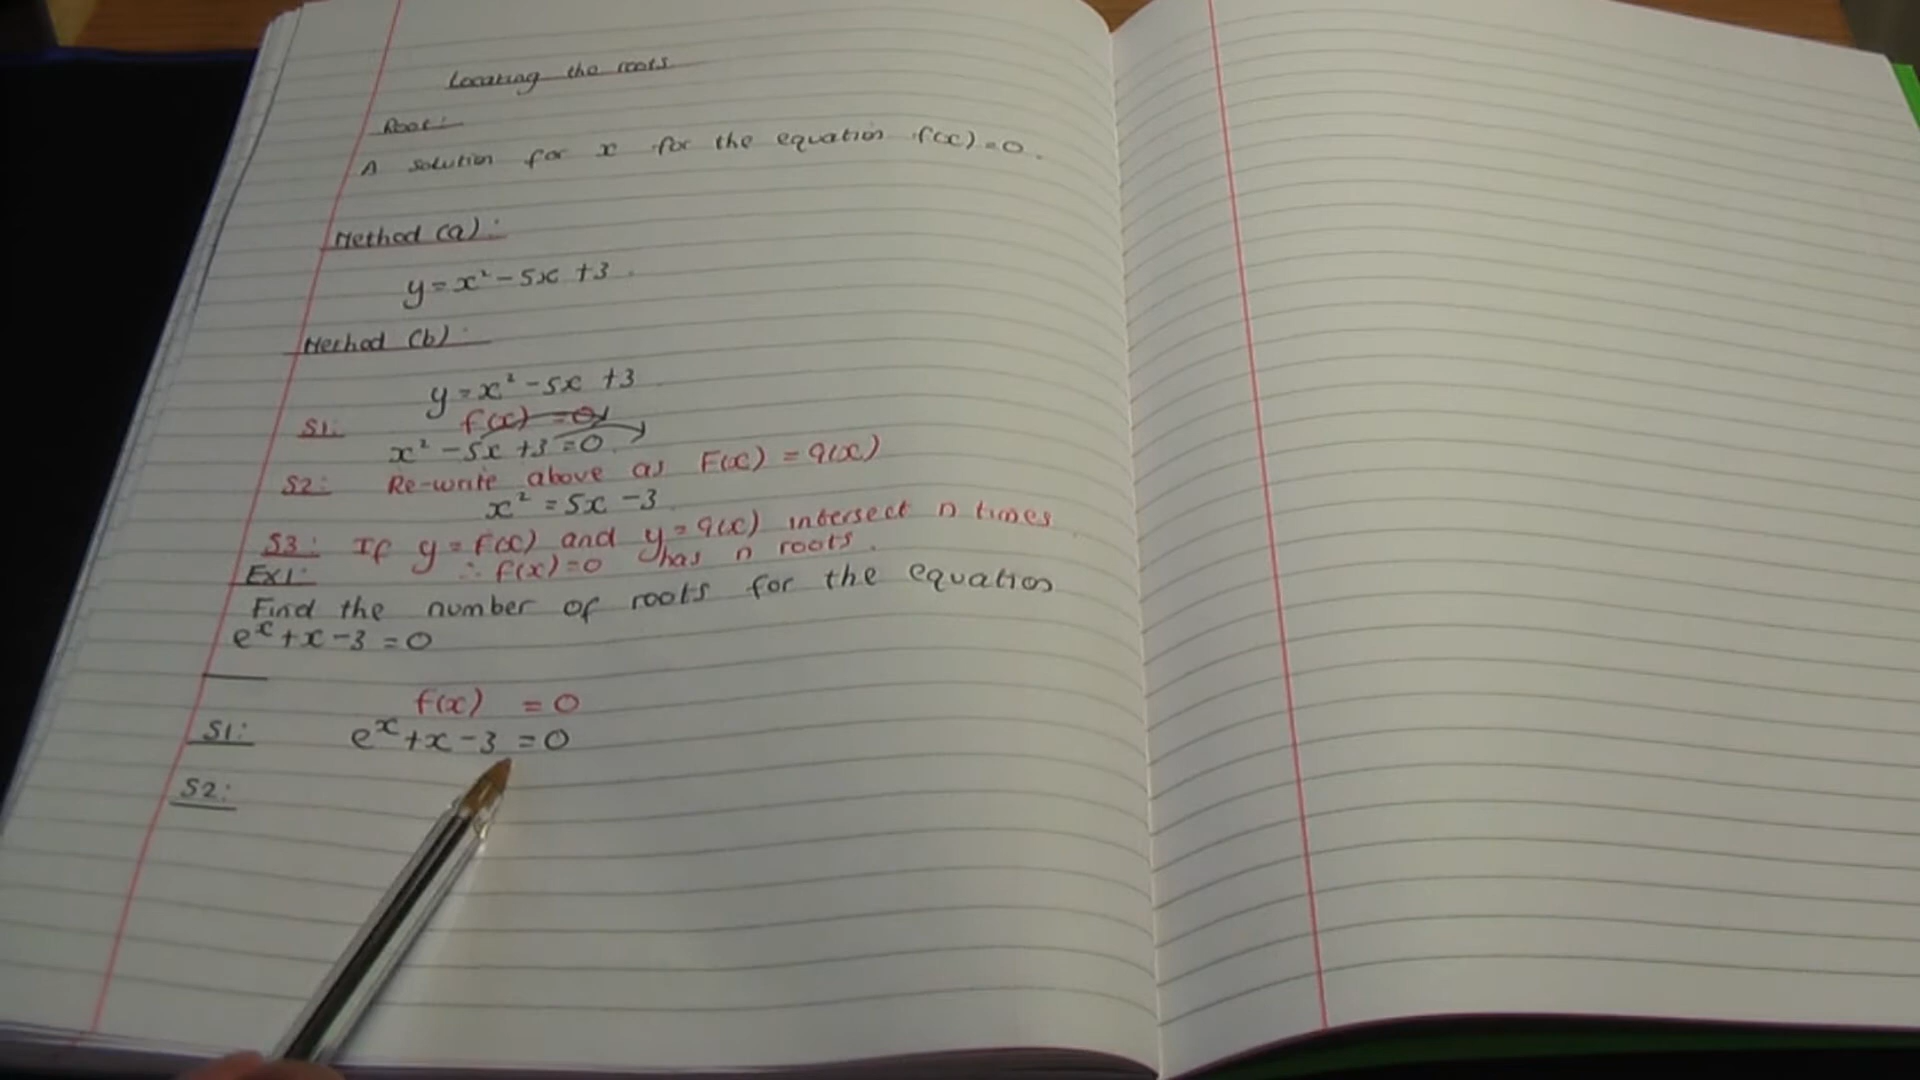 Locating the roots
Root:
A solution for x for the equation f(x)=0.
Method (a):
y=x²-5x+3.
Method (b):
y=x²-5x+3
S1: f(x)=0
x²-5x+3=0
S2: Re-write above as F(x)=g(x)
x²=5x-3
S3: If y=F(x) and y=g(x) intersect n times
∴ f(x)=0 has n roots.
Ex1:
Find the number of roots for the equation
eˣ+x-3=0
f(x) =0
S1: eˣ+x-3=0
S2: